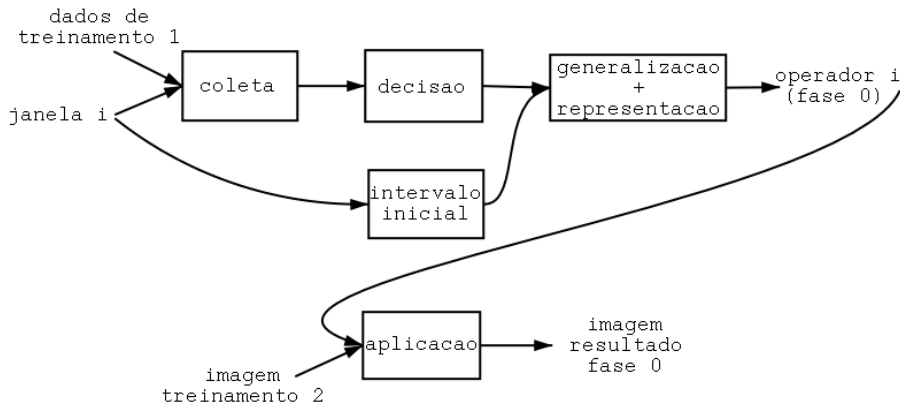 dados de
treinamento 1
janela i
coleta
decisao
intervalo
inicial
generalizacao
+
representacao
operador i
(fase 0)
imagem
treinamento 2
aplicacao
imagem
resultado
fase 0